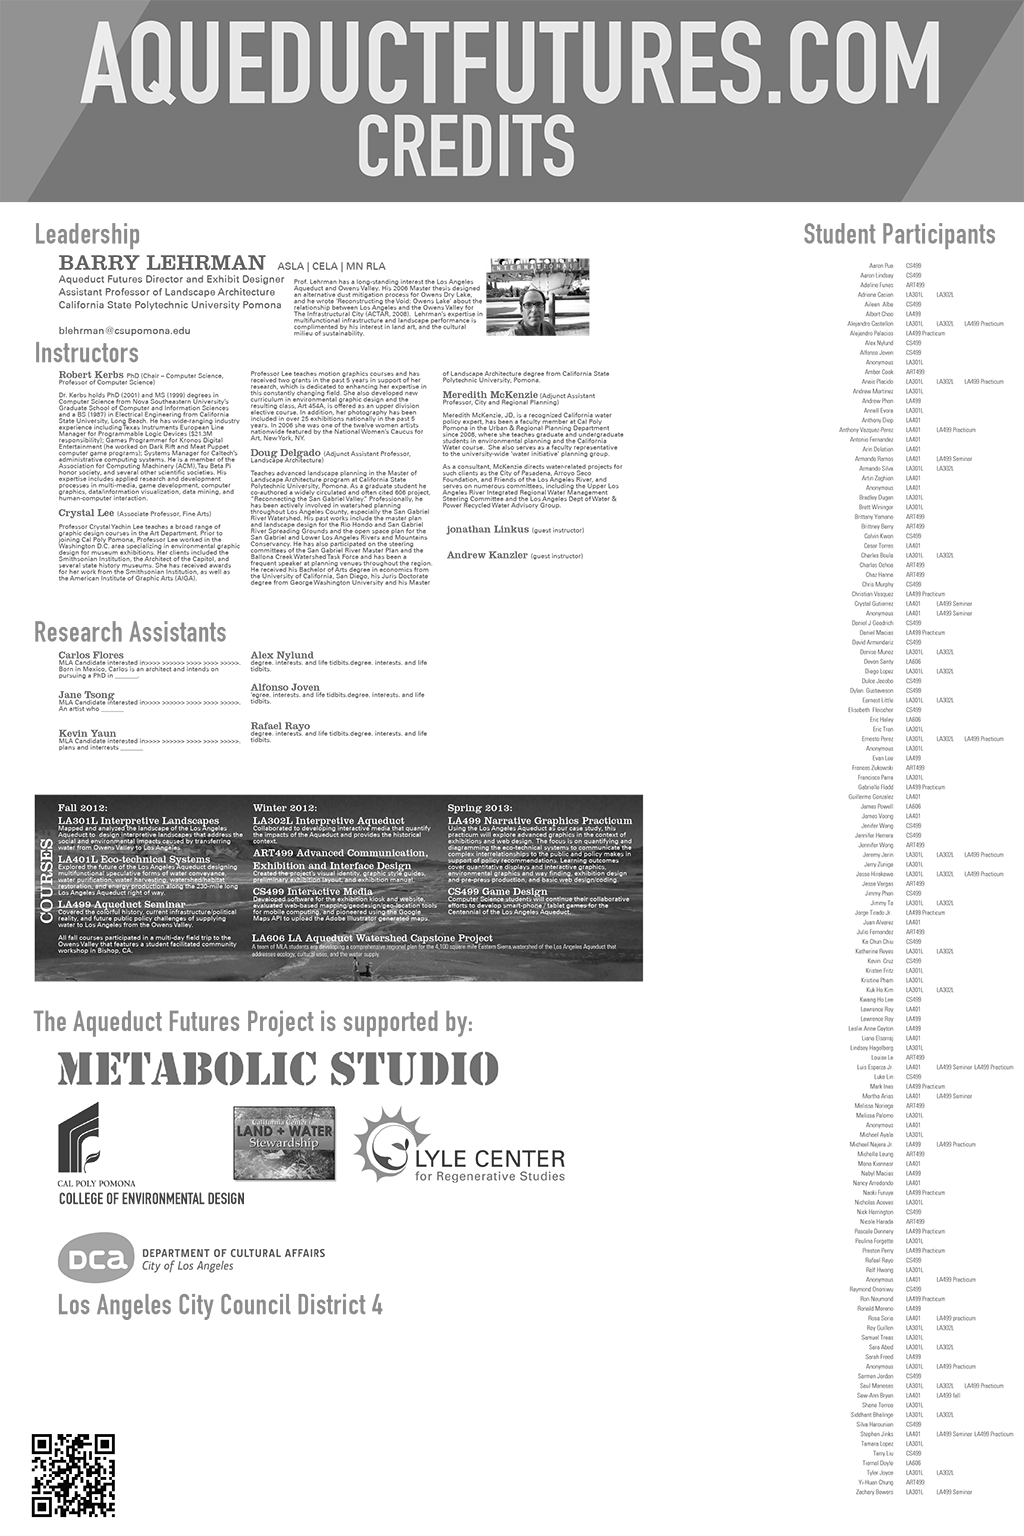 AQUEDUCTFUTURES.COM
CREDITS
Leadership
BARRY LEHRMAN ASLA | CELA | MN RLA
Aqueduct Futures Director and Exhibit Designer
Assistant Professor of Landscape Architecture
California State Polytechnic University Pomona
blehrman@csupomona.edu
Prof. Lehrman has a long-standing interest the Los Angeles
Aqueduct and Owens Valley. His 2006 Master thesis designed
an alternative dust mitigation process for Owens Dry Lake,
and he wrote 'Reconstructing the Void: Owens Lake' about the
relationship between Los Angeles and the Owens Valley for
The Infrastructural City (ACTAR, 2008). Lehrman's expertise in
multifunctional infrastructure and landscape performance is
complimented by his interest in land art, and the cultural
milieu of sustainability.
Instructors
Robert Kerbs PhD (Chair – Computer Science,
Professor of Computer Science)
Dr. Kerbs holds PhD (2001) and MS (1999) degrees in
Computer Science from Nova Southeastern University's
Graduate School of Computer and Information Sciences
and a BS (1987) in Electrical Engineering from California
State University, Long Beach. He has wide-ranging industry
experience including Texas Instruments European Line
Manager for Programmable Logic Devices ($21.3M
responsibility); Games Programmer for Kronos Digital
Entertainment (he worked on Dark Rift and Meat Puppet
computer game programs); Systems Manager for Caltech's
administrative computing systems. He is a member of the
Association for Computing Machinery (ACM), Tau Beta Pi
honor society, and several other scientific societies. His
expertise includes applied research and development
processes in multi-media, game development, computer
graphics, data/information visualization, data mining, and
human-computer interaction.
Crystal Lee (Associate Professor, Fine Arts)
Professor Crystal Yachin Lee teaches a broad range of
graphic design courses in the Art Department. Prior to
joining Cal Poly Pomona, Professor Lee worked in the
Washington D.C. area specializing in environmental graphic
design for museum exhibitions. Her clients included the
Smithsonian Institution, the Architect of the Capitol, and
several state history museums. She has received awards
for her work from the Smithsonian Institution, as well as
the American Institute of Graphic Arts (AIGA).
Professor Lee teaches motion graphics courses and has
received two grants in the past 5 years in support of her
research, which is dedicated to enhancing her expertise in
this constantly changing field. She also developed new
curriculum in environmental graphic design and the
resulting class, Art 454A, is offered as an upper division
elective course. In addition, her photography has been
included in over 25 exhibitions nationally in the past 5
years. In 2006 she was one of the twelve women artists
nationwide featured by the National Women's Caucus for
Art, New York, NY.
Doug Delgado (Adjunct Assistant Professor,
Landscape Architecture)
Teaches advanced landscape planning in the Master of
Landscape Architecture program at California State
Polytechnic University, Pomona. As a graduate student he
co-authored a widely circulated and often cited 606 project,
"Reconnecting the San Gabriel Valley." Professionally, he
has been actively involved in watershed planning
throughout Los Angeles County, especially the San Gabriel
River Watershed. His past works include the master plan
and landscape design for the Rio Hondo and San Gabriel
River Spreading Grounds and the open space plan for the
San Gabriel and Lower Los Angeles Rivers and Mountains
Conservancy. He has also participated on the steering
committees of the San Gabriel River Master Plan and the
Ballona Creek Watershed Task Force and has been a
frequent speaker at planning venues throughout the region.
He received his Bachelor of Arts degree in economics from
the University of California, San Diego, his Juris Doctorate
degree from George Washington University and his Master
of Landscape Architecture degree from California State
Polytechnic University, Pomona.
Meredith McKenzie (Adjunct Assistant
Professor, City and Regional Planning)
Meredith McKenzie, JD, is a recognized California water
policy expert, has been a faculty member at Cal Poly
Pomona in the Urban & Regional Planning Department
since 2008, where she teaches graduate and undergraduate
students in environmental planning and the California
Water course. She also serves as a faculty representative
to the university-wide 'water initiative' planning group.
As a consultant, McKenzie directs water-related projects for
such clients as the City of Pasadena, Arroyo Seco
Foundation, and Friends of the Los Angeles River, and
serves on numerous committees, including the Upper Los
Angeles River Integrated Regional Water Management
Steering Committee and the Los Angeles Dept of Water &
Power Recycled Water Advisory Group.
jonathan Linkus (guest instructor)
Andrew Kanzler (guest instructor)
Research Assistants
Carlos Flores
MLA Candidate interested in>>>> >>>>>> >>>> >>>> >>>>>.
Born in Mexico, Carlos is an architect and intends on
pursuing a PhD in ______.
Jane Tsong
MLA Candidate interested in>>>> >>>>>> >>>> >>>> >>>>>.
An artist who ______
Kevin Yaun
MLA Candidate interested in>>>> >>>>>> >>>> >>>> >>>>>.
plans and interrests ______
Alex Nylund
degree. interests. and life tidbits.degree. interests. and life
tidbits.
Alfonso Joven
'egree. interests. and life tidbits.degree. interests. and life
tidbits.
Rafael Rayo
degree. interests. and life tidbits.degree. interests. and life
tidbits.
COURSES
Fall 2012:
LA301L Interpretive Landscapes
Mapped and analyzed the landscape of the Los Angeles
Aqueduct to design interpretive landscapes that address the
social and environmental impacts caused by transferring
water from Owens Valley to Los Angeles.
LA401L Eco-technical Systems
Explored the future of the Los Angeles Aqueduct designing
multifunctional speculative forms of water conveyance,
water purification, water harvesting, watershed/habitat
restoration, and energy production along the 230-mile long
Los Angeles Aqueduct right of way.
LA499 Aqueduct Seminar
Covered the colorful history, current infrastructure/political
reality, and future public policy challenges of supplying
water to Los Angeles from the Owens Valley.
All fall courses participated in a multi-day field trip to the
Owens Valley that features a student facilitated community
workshop in Bishop, CA.
Winter 2012:
LA302L Interpretive Aqueduct
Collaborated to developing interactive media that quantify
the impacts of the Aqueduct and provides the historical
context.
ART499 Advanced Communication,
Exhibition and Interface Design
Created the project's visual identity, graphic style guides,
preliminary exhibition layout, and exhibition manual.
CS499 Interactive Media
Davaloped software for the exhibition kiosk and website,
evaluated web-based mapping/geodesign/geo-location tools
for mobile computing, and pioneered using the Google
Maps API to upload the Adobe Illustrator generated maps.
LA606 LA Aqueduct Watershed Capstone Project
A team of MLA students are developing a comprehensive regional plan for the 4,100 square mile Eastern Sierra watershed of the Los Angeles Aqueduct that
addresses ecology, cultural uses, and the water supply.
Spring 2013:
LA499 Narrative Graphics Practicum
Using the Los Angeles Aqueduct as our case study, this
practicum will explore advanced graphics in the context of
exhibitions and web design. The focus is on quantifying and
diagramming the eco-technical systems to communicate the
complex interrelationships to the public and policy makes in
support of policy recommendations. Learning outcomes
cover quantitative displays and interactive graphics,
environmental graphics and way finding, exhibition design
and pre-press production, and basic web design/coding.
CS499 Game Design
Computer Science students will continue their collaborative
efforts to develop smart-phone / tablet games for the
Centennial of the Los Angeles Aqueduct.
The Aqueduct Futures Project is supported by:
METABOLIC STUDIO
CAL POLY POMONA
COLLEGE OF ENVIRONMENTAL DESIGN
California Center for
LAND + WATER
Stewardship
LYLE CENTER
for Regenerative Studies
DCa
DEPARTMENT OF CULTURAL AFFAIRS
City of Los Angeles
Los Angeles City Council District 4
Student Participants
Aaron Pua CS499
Aaron Lindsay CS499
Adeline Funes ART499
Adriene Casson LA301L LA302L
Aileen Alba CS499
Albert Choo LA499
Alejandra Castellon LA301L LA302L LA499 Practicum
Alejandro Palacios LA499 Practicum
Alex Nylund CS499
Alfonso Joven CS499
Anonymous LA301L
Amber Cook ART499
Anaie Placido LA301L LA302L LA499 Practicum
Andrew Martinez LA301L
Andrew Pion LA499
Annell Evora LA301L
Anthony Diep LA401
Anthony Vazquez-Perez LA401 LA499 Practicum
Antonio Fernandez LA401
Arin Delation LA401
Armando Ramos LA401 LA499 Seminar
Armando Silva LA301L LA302L
Artin Zoghian LA401
Anonymous LA401
Bradley Dugan LA301L
Brett Wininger LA301L
Brittany Yamano ART499
Brittney Berry ART499
Calvin Kwan CS499
Cesar Torres LA401
Charles Boula LA301L LA302L
Charles Ochoa ART499
Chaz Hanna ART499
Chris Murphy CS499
Christian Vasquez LA499 Practicum
Crystal Gutierrez LA401 LA499 Seminar
Anonymous LA401 LA499 Seminar
Daniel J Goodrich CS499
Daniel Macias LA499 Practicum
David Armendariz CS499
Denice Munoz LA301L LA302L
Devon Santy LA606
Diego Lopez LA301L LA302L
Dulce Jacobo CS499
Dylan Gustaveson CS499
Earnest Little LA301L LA302L
Elisabeth Fleischer CS499
Eric Haley LA606
Eric Tran LA301L
Ernesto Perez LA301L LA302L LA499 Practicum
Anonymous LA301L
Evan Lee LA499
Frances Zukowski ART499
Francisco Parra LA301L
Gabrielle Fladd LA499 Practicum
Guillermo Gonzalez LA401
James Powell LA606
James Voong LA401
Jenifer Wang CS499
Jennifer Herrera CS499
Jennifer Wong ART499
Jeremy Jerin LA301L LA302L LA499 Practicum
Jerry Zuniga LA301L
Jesse Hirakawa LA301L LA302L LA499 Practicum
Jesse Vargas ART499
Jimmy Phan CS499
Jimmy Ta LA301L LA302L
Jorge Tirado Jr. LA499 Practicum
Juan Alvarez LA401
Julie Fernandez ART499
Ka Chun Chiu CS499
Katherine Reyes LA301L LA302L
Kevin Cruz CS499
Kristen Fritz LA301L
Kristine Pham LA301L
Kuk Ho Kim LA301L LA302L
Kwang Ho Lee CS499
Lawrence Ray LA401
Lawrence Ray LA499
Leslie Anne Cayton LA499
Liana Elsarraj LA401
Lindsay Hagelberg LA301L
Louise Le ART499
Luis Esparza Jr. LA401 LA499 Seminar LA499 Practicum
Luke Lin CS499
Mark Ines LA499 Practicum
Martha Arias LA401 LA499 Seminar
Melissa Noriega ART499
Melissa Palomo LA301L
Anonymous LA401
Micheal Ayala LA301L
Michael Najera Jr. LA499 LA499 Practicum
Michelle Leung ART499
Mona Kiannasr LA401
Nabyl Macias LA499
Nancy Arredondo LA401
Naoki Furuya LA499 Practicum
Nicholas Aceves LA301L
Nick Harrington CS499
Nicole Harada ART499
Pascale Dennery LA499 Practicum
Paulina Forgette LA301L
Preston Perry LA499 Practicum
Rafael Rayo CS499
Ralf Hwang LA301L
Anonymous LA401 LA499 Practicum
Raymond Onaniwu CS499
Ron Naumond LA499 Practicum
Ronald Moreno LA499
Rosa Soria LA401 LA499 practicum
Roy Guillen LA301L LA302L
Samuel Treas LA301L
Sara Abed LA301L LA302L
Sarah Freed LA499
Anonymous LA301L LA499 Practicum
Sarmen Jordan CS499
Saul Meneses LA301L LA302L LA499 Practicum
Saw-Ann Bryan LA401 LA499 fall
Shane Torres LA301L
Siddhant Bhalinge LA301L LA302L
Silva Harounian CS499
Stephan Jinks LA401 LA499 Seminar LA499 Practicum
Tamara Lopez LA301L
Terry Liu CS499
Tiernal Doyle LA606
Tyler Joyce LA301L LA302L
Yi-Huan Chung ART499
Zachary Bowers LA301L LA499 Seminar